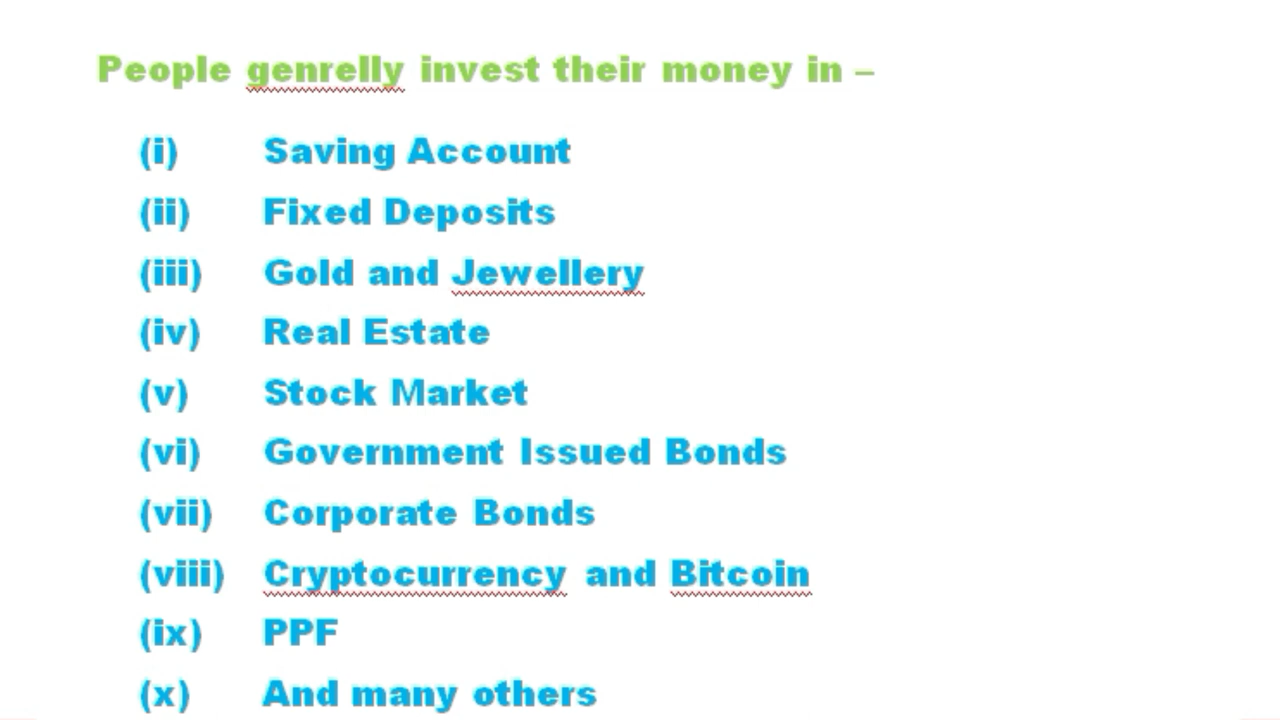 People genrelly invest their money in –
(i) Saving Account
(ii) Fixed Deposits
(iii) Gold and Jewellery
(iv) Real Estate
(v) Stock Market
(vi) Government Issued Bonds
(vii) Corporate Bonds
(viii) Cryptocurrency and Bitcoin
(ix) PPF
(x) And many others